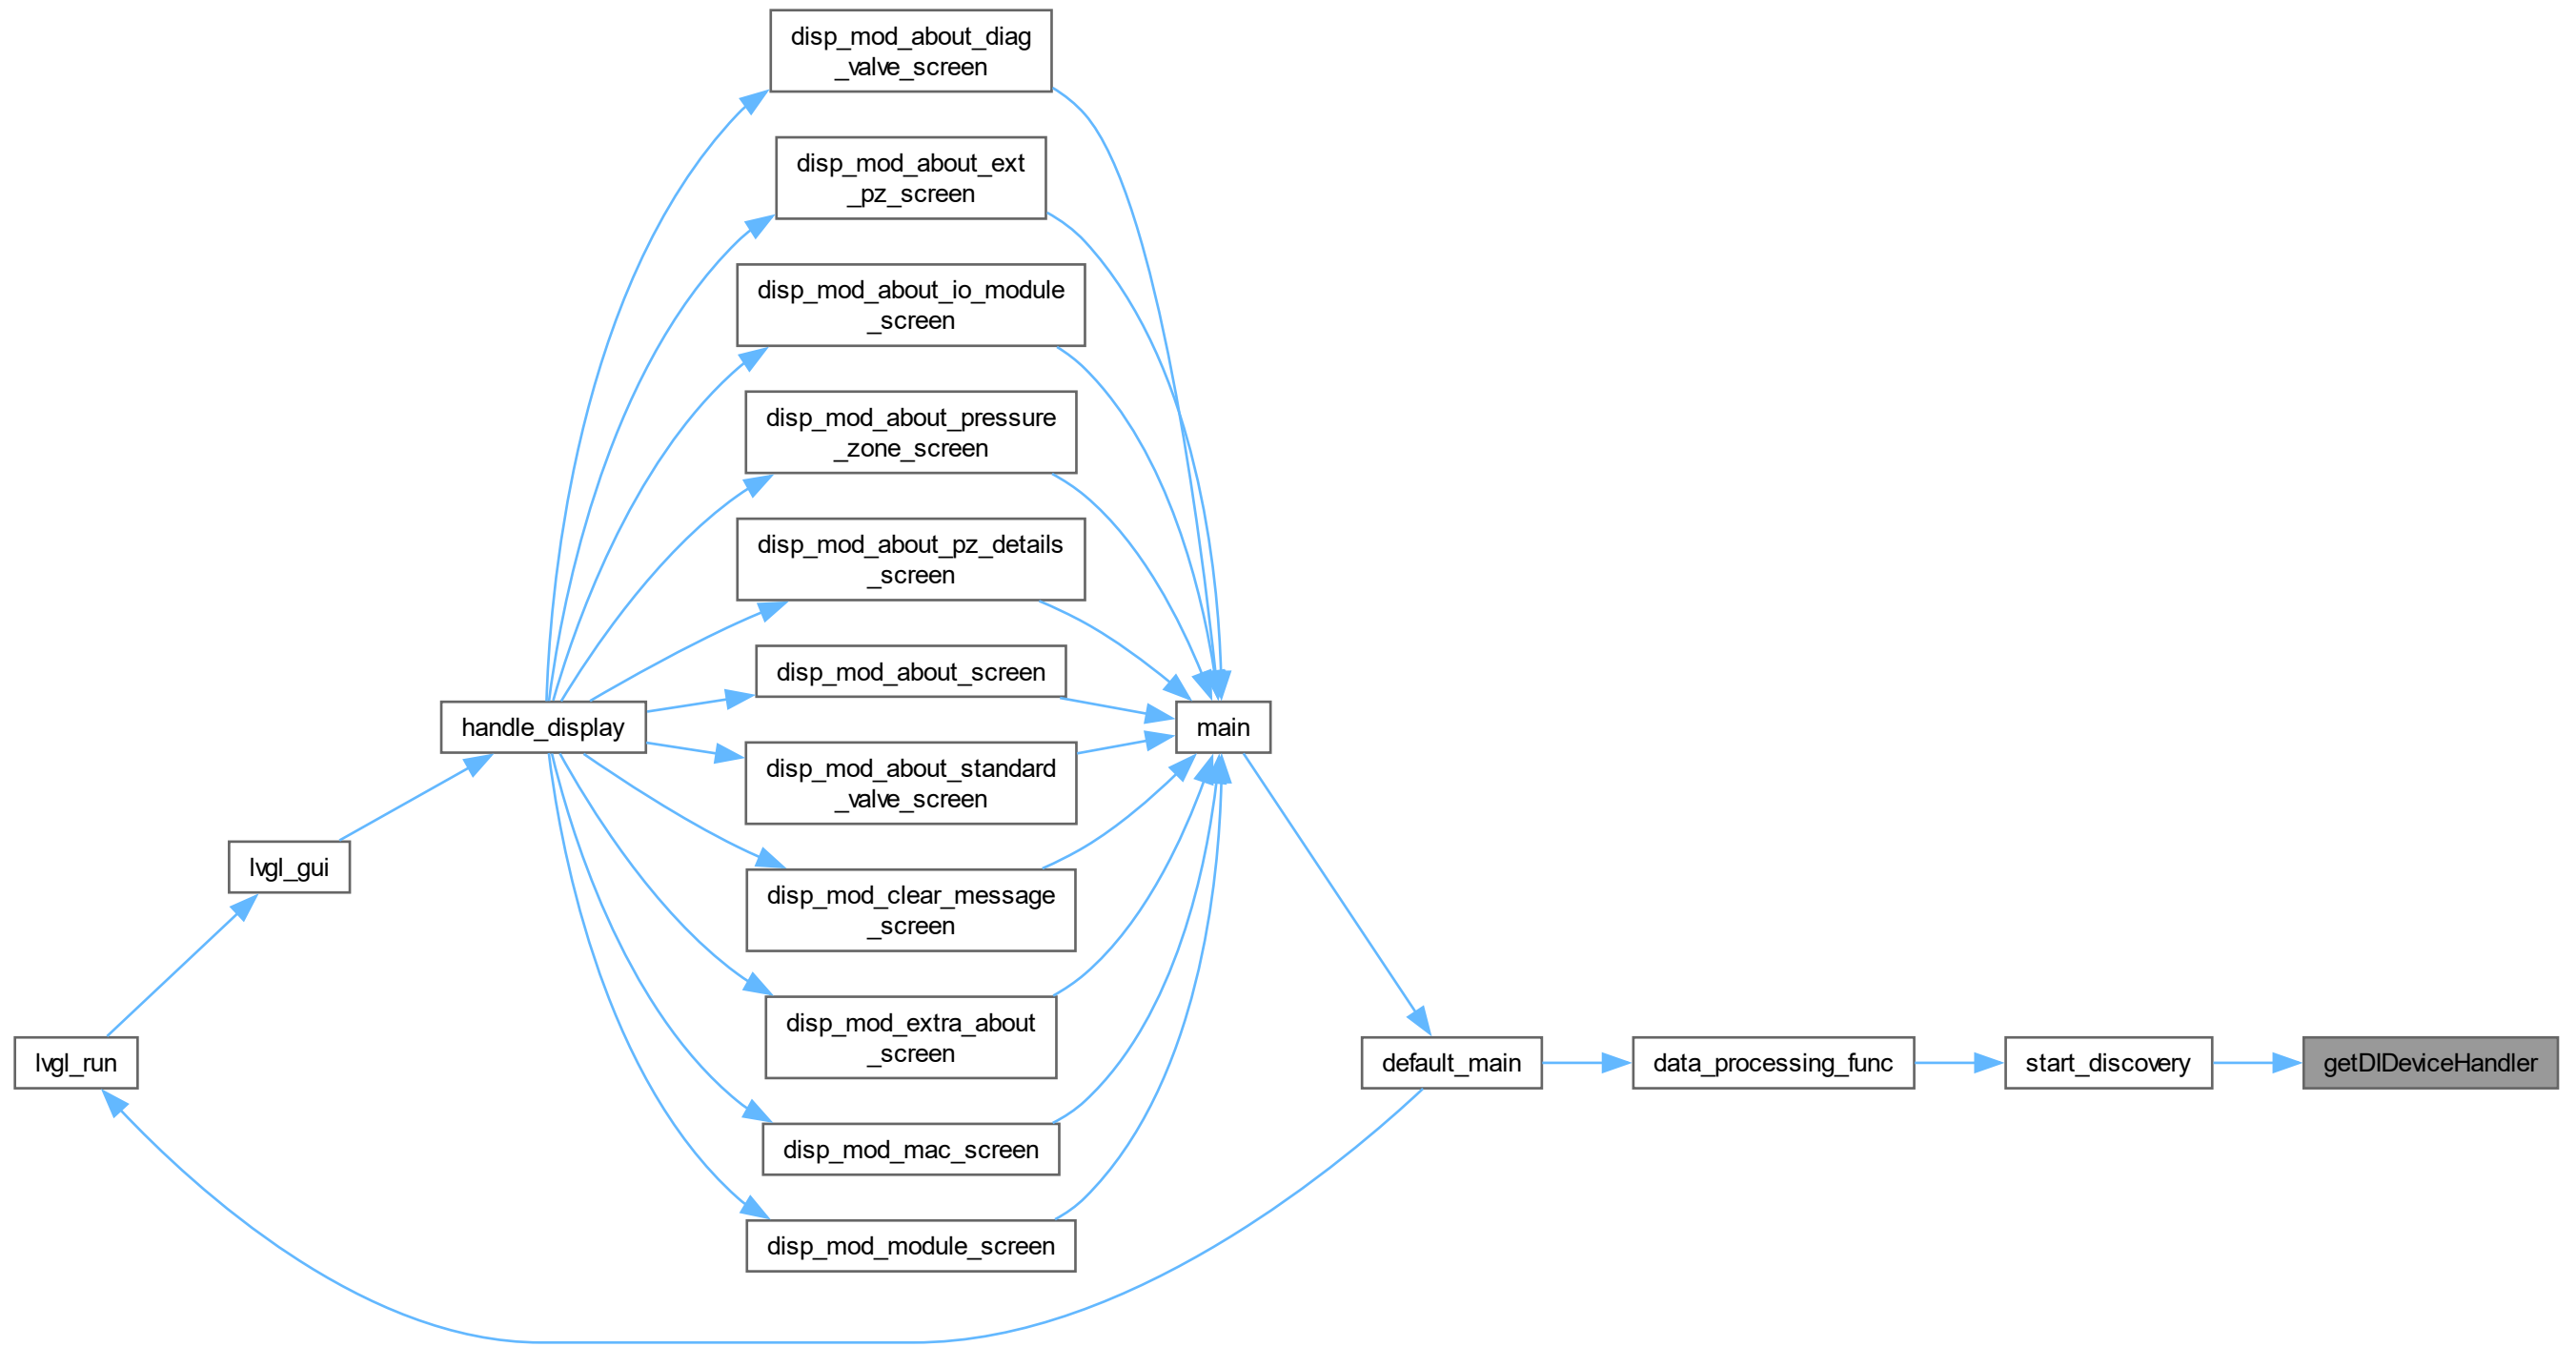 disp_mod_about_diag
_valve_screen
disp_mod_about_ext
_pz_screen
disp_mod_about_io_module
_screen
disp_mod_about_pressure
_zone_screen
disp_mod_about_pz_details
_screen
disp_mod_about_screen
handle_display
main
disp_mod_about_standard
_valve_screen
lvgl_gui
disp_mod_clear_message
_screen
disp_mod_extra_about
_screen
lvgl_run
default_main
data_processing_func
start_discovery
getDIDeviceHandler
disp_mod_mac_screen
disp_mod_module_screen